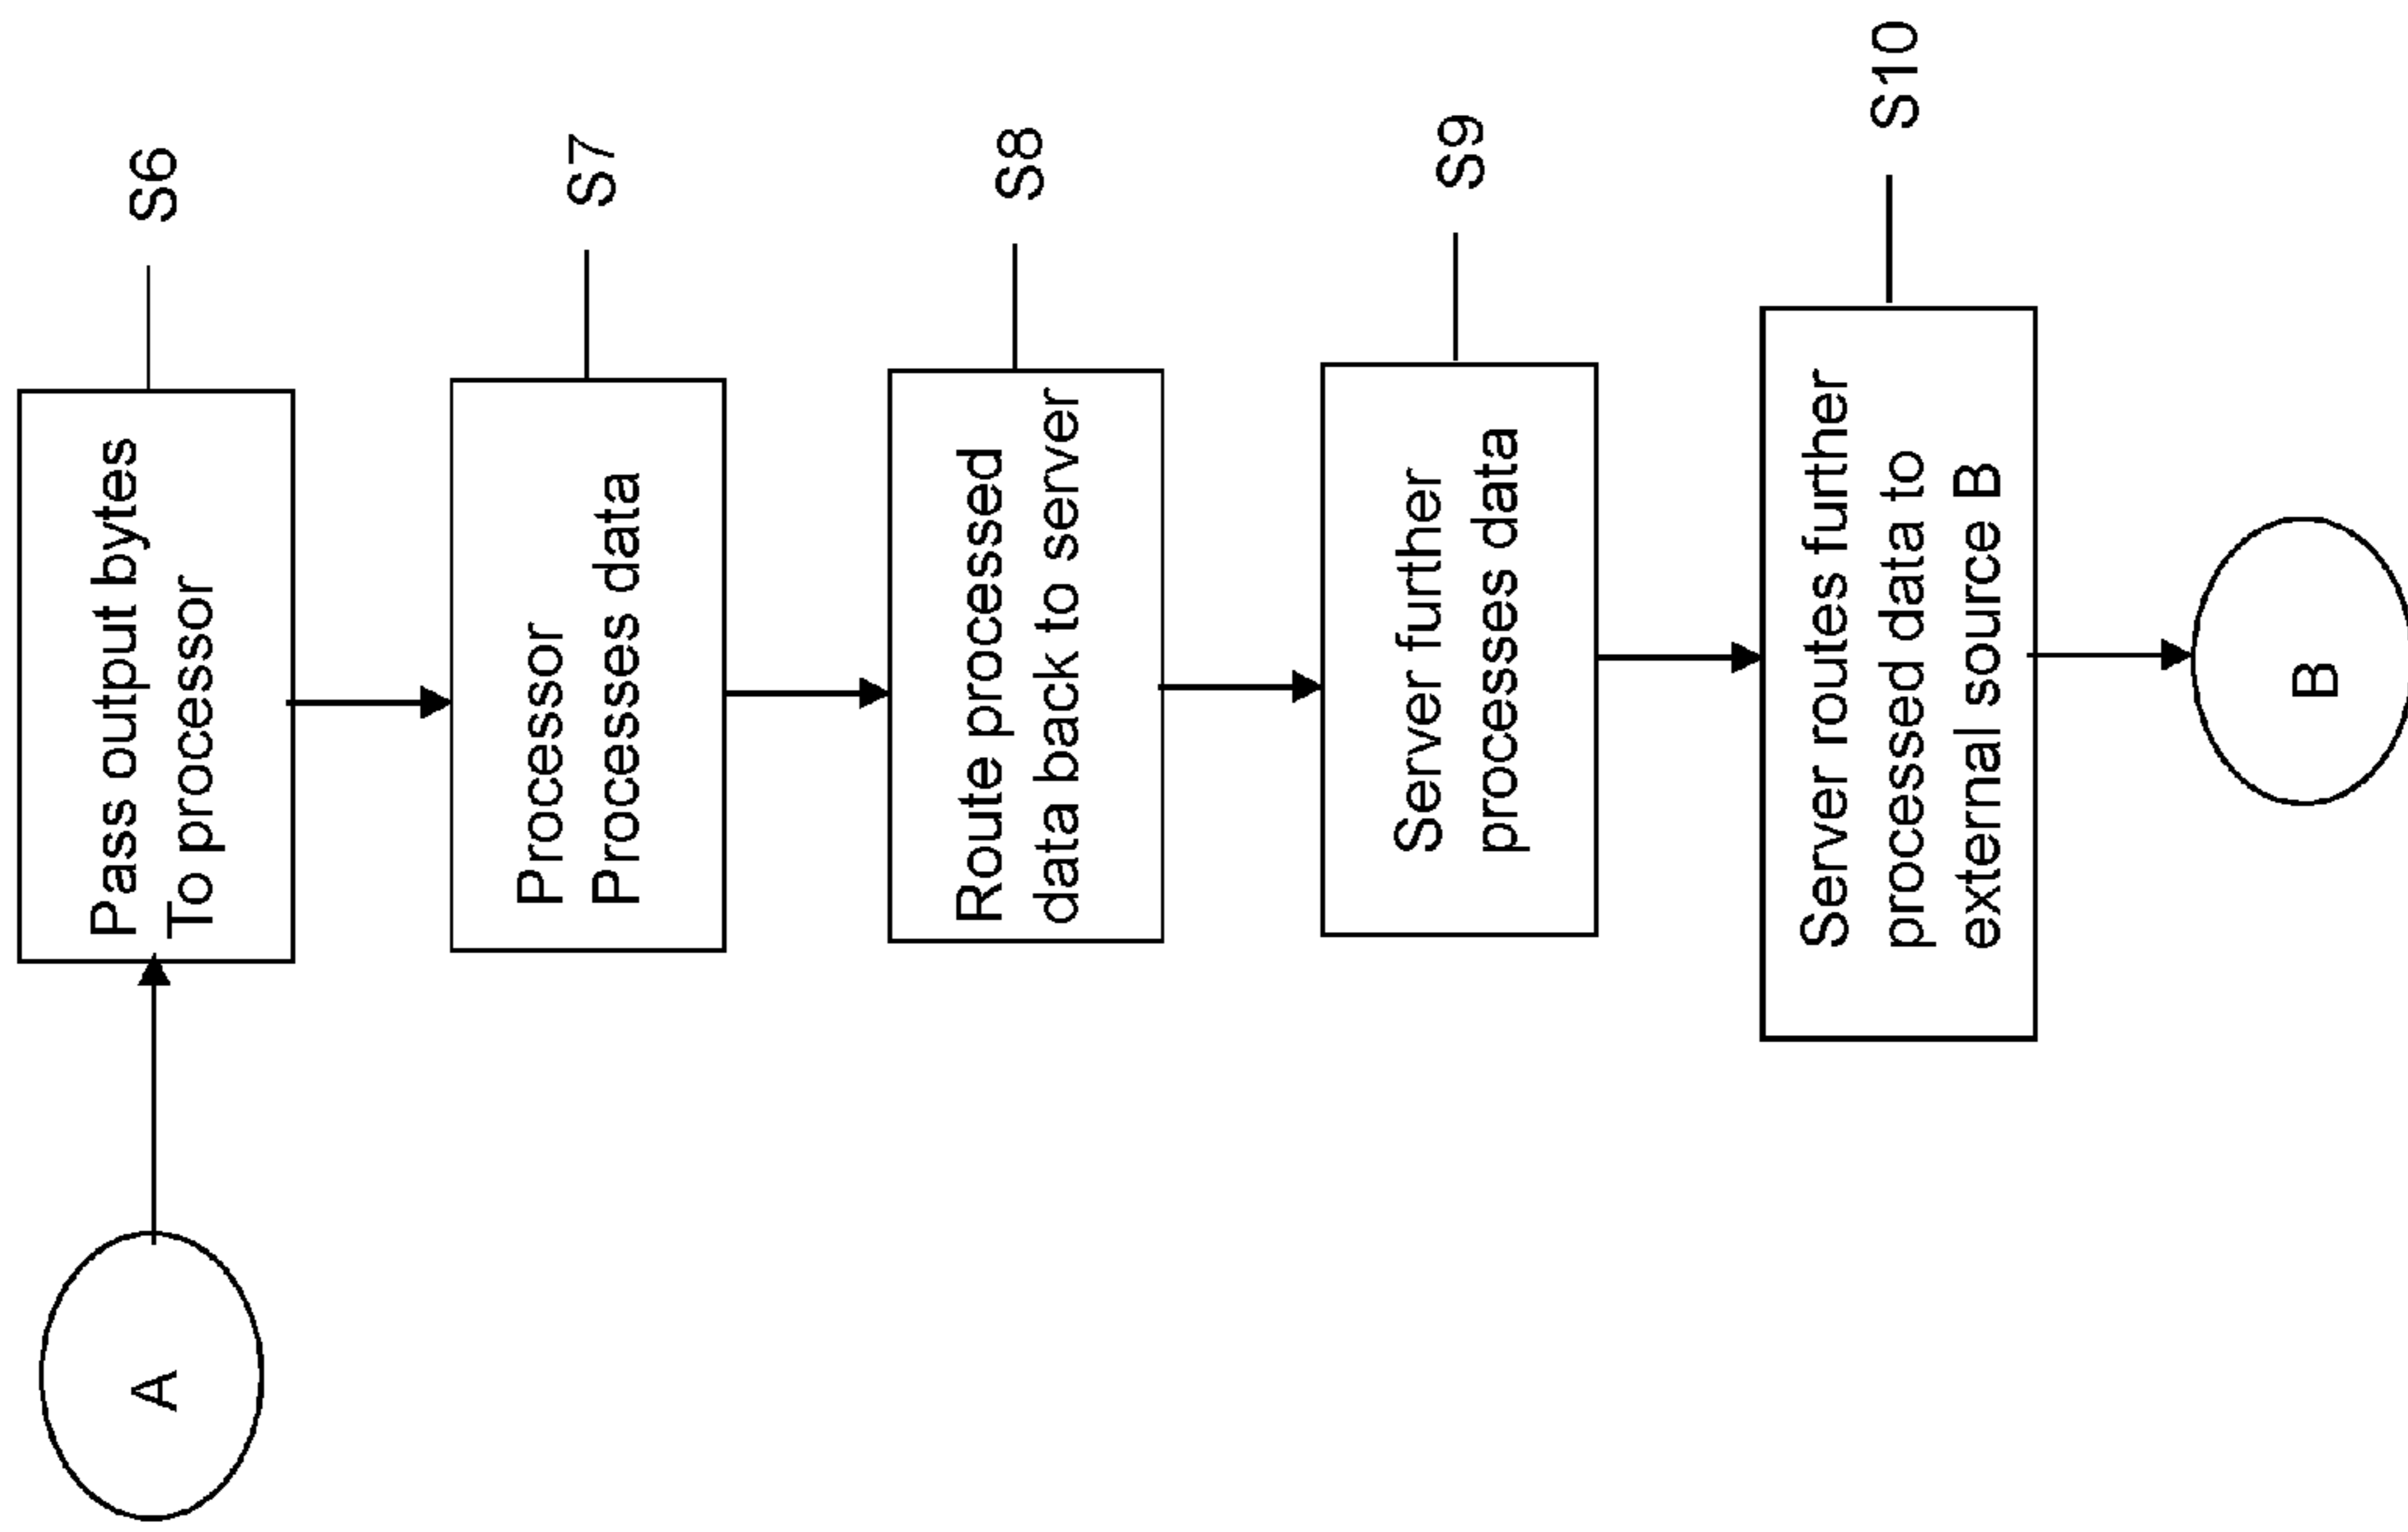 A
Pass output bytes
To processor
S6
Processor
Processes data
S7
Route processed
data back to server
S8
Server further
processes data
S9
Server routes further
processed data to
external source B
S10
B